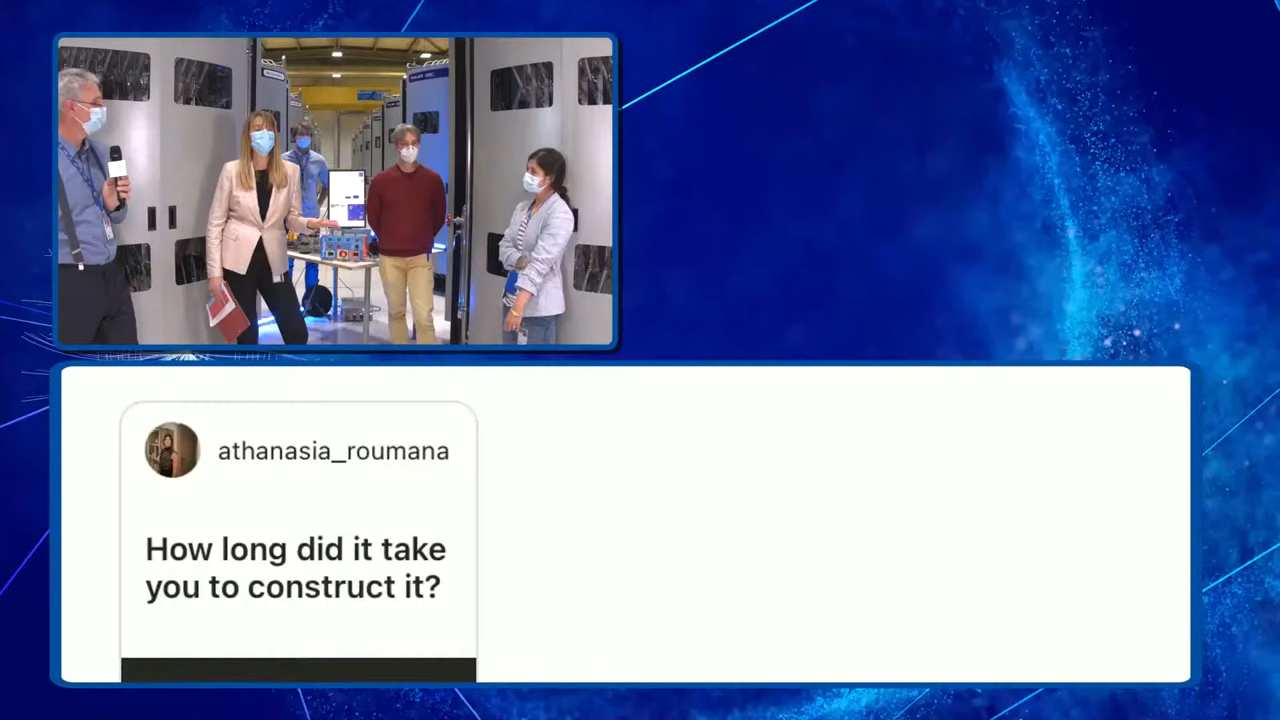 athanasia_roumana
How long did it take
you to construct it?